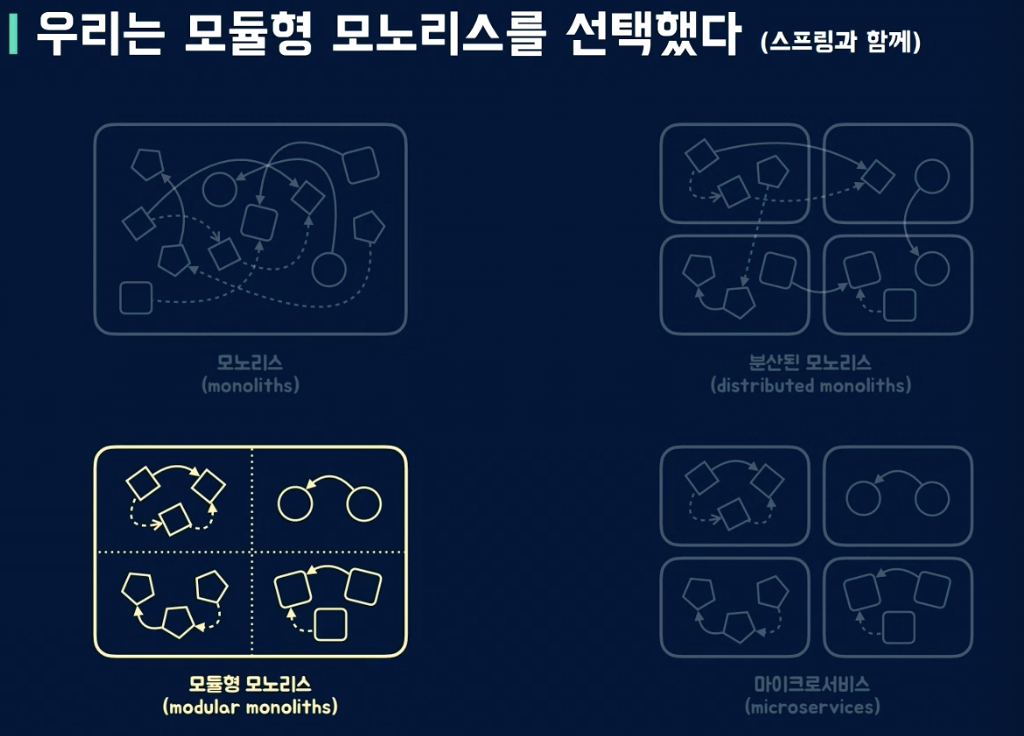 우리는 모듈형 모노리스를 선택했다 (스프링과 함께)
모노리스
(monoliths)
분산된 모노리스
(distributed monoliths)
모듈형 모노리스
(modular monoliths)
마이크로서비스
(microservices)